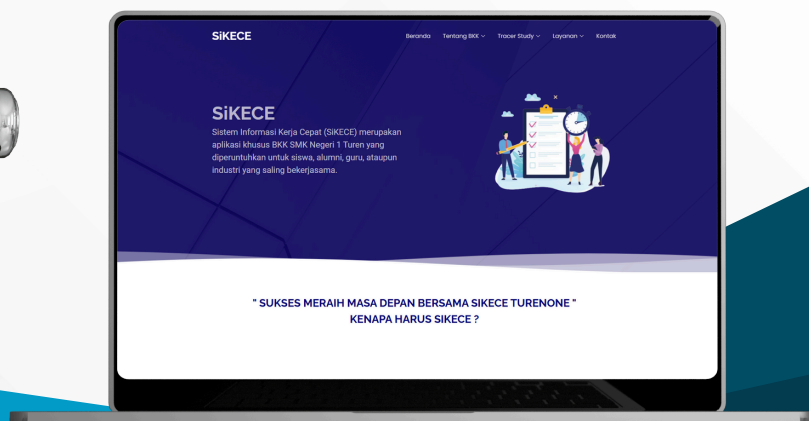 SiKECE
Beranda Tentang BKK Tracer Study Layanan Kontak
SiKECE
Sistem Informasi Kerja Cepat (SiKECE) merupakan
aplikasi khusus BKK SMK Negeri 1 Turen yang
diperuntuhkan untuk siswa, alumni, guru, ataupun
industri yang saling bekerjasama.
" SUKSES MERAIH MASA DEPAN BERSAMA SIKECE TURENONE "
KENAPA HARUS SIKECE ?